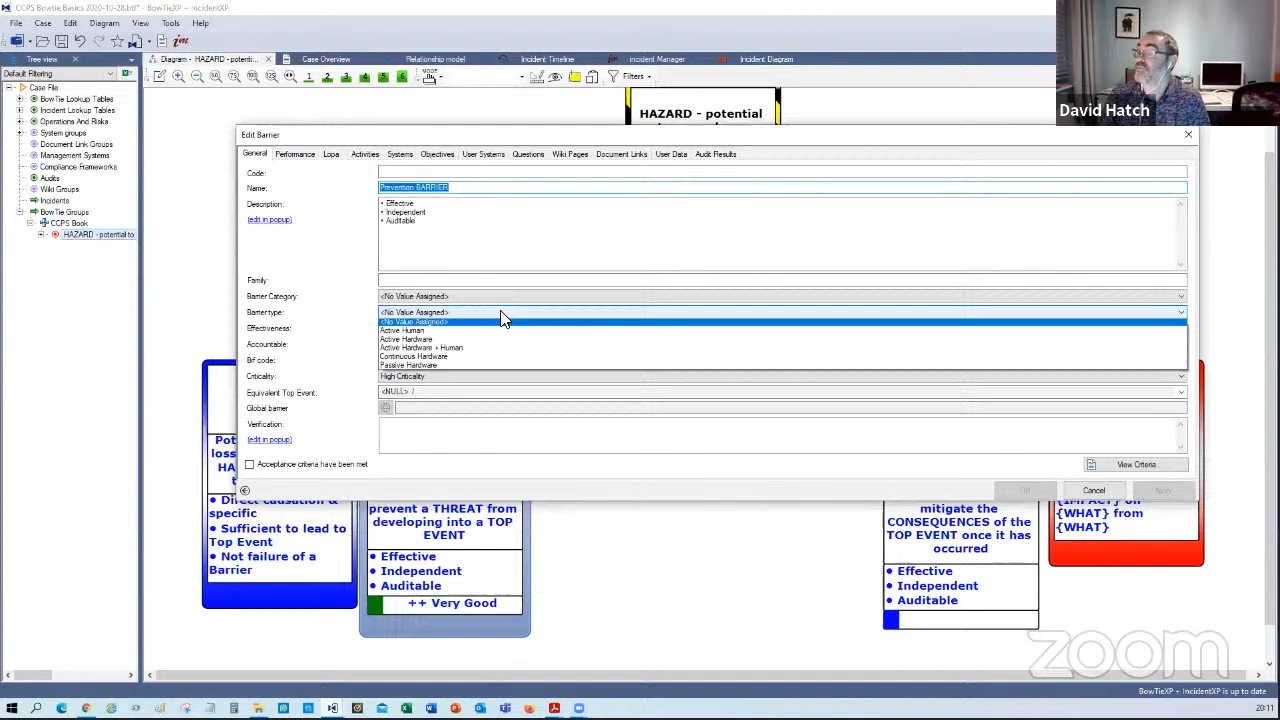 CCPS Bowtie Basics 2020-10-28.btf* - BowTieXP + IncidentXP
File Case Edit Diagram View Tools Help
Tree view
Diagram - HAZARD - potenti...
Case Overview
Relationship model
Incident Timeline
Incident Manager
Incident Diagram
Default Filtering
MODE
Filters
Case File
BowTie Lookup Tables
Incident Lookup Tables
Operations And Risks
System groups
Document Link Groups
Management Systems
Compliance Frameworks
Audits
Wiki Groups
Incidents
BowTie Groups
CCPS Book
HAZARD - potential to
HAZARD - potential
David Hatch
Edit Barrier
General Performance Lopa Activities Systems Objectives User Systems Questions Wiki Pages Document Links User Data Audit Results
Code:
Name: Prevention BARRIER
Description: • Effective
(edit in popup) • Independent
• Auditable
Family:
Barrier Category: <No Value Assigned>
Barrier type: <No Value Assigned>
<No Value Assigned>
Effectiveness: Active Human
Active Hardware
Accountable: Active Hardware + Human
Continuous Hardware
Brf code: Passive Hardware
Criticality: High Criticality
Equivalent Top Event: <NULL> /
Global barrier
Verification:
(edit in popup)
Acceptance criteria have been met
View Criteria...
OK Cancel Apply
Pot
loss
HA
t
• Direct causation &
specific
• Sufficient to lead to
Top Event
• Not failure of a
Barrier
prevent a THREAT from
developing into a TOP
EVENT
• Effective
• Independent
• Auditable
++ Very Good
mitigate the
CONSEQUENCES of the
TOP EVENT once it has
occurred
• Effective
• Independent
• Auditable
{IMPACT} on
{WHAT} from
{WHAT}
zoom
BowTieXP + IncidentXP is up to date
20:11